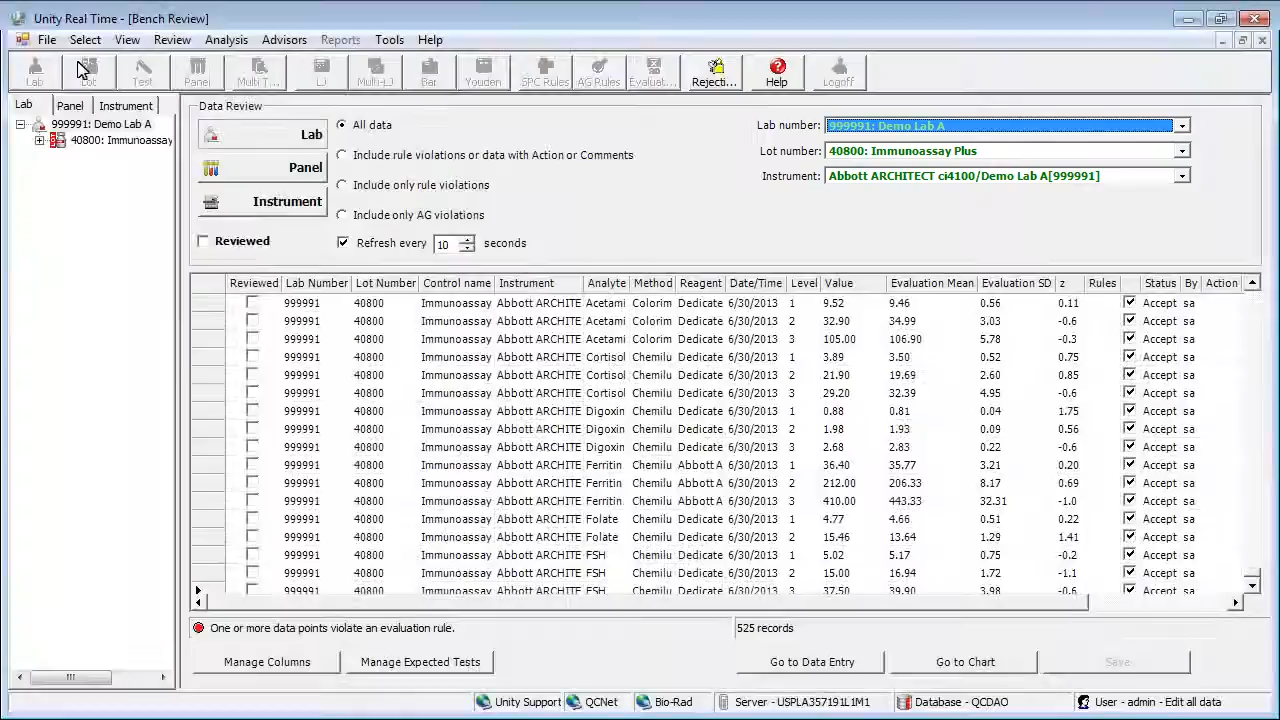 Unity Real Time - [Bench Review]
File Select View Review Analysis Advisors Reports Tools Help
Lab Lot Test Panel Multi T... LJ Multi-LJ Bar Youden SPC Rules AG Rules Evaluat... Rejecti... Help Logoff
Lab Panel Instrument
999991: Demo Lab A
40800: Immunoassay
Data Review
Lab
Panel
Instrument
Reviewed
All data
Include rule violations or data with Action or Comments
Include only rule violations
Include only AG violations
Refresh every 10 seconds
Lab number: 999991: Demo Lab A
Lot number: 40800: Immunoassay Plus
Instrument: Abbott ARCHITECT ci4100/Demo Lab A[999991]
Reviewed Lab Number Lot Number Control name Instrument Analyte Method Reagent Date/Time Level Value Evaluation Mean Evaluation SD z Rules Status By Action
999991 40800 Immunoassay Abbott ARCHITE Acetami Colorim Dedicate 6/30/2013 1 9.52 9.46 0.56 0.11 Accept sa
999991 40800 Immunoassay Abbott ARCHITE Acetami Colorim Dedicate 6/30/2013 2 32.90 34.99 3.03 -0.6 Accept sa
999991 40800 Immunoassay Abbott ARCHITE Acetami Colorim Dedicate 6/30/2013 3 105.00 106.90 5.78 -0.3 Accept sa
999991 40800 Immunoassay Abbott ARCHITE Cortisol Chemilu Dedicate 6/30/2013 1 3.89 3.50 0.52 0.75 Accept sa
999991 40800 Immunoassay Abbott ARCHITE Cortisol Chemilu Dedicate 6/30/2013 2 21.90 19.69 2.60 0.85 Accept sa
999991 40800 Immunoassay Abbott ARCHITE Cortisol Chemilu Dedicate 6/30/2013 3 29.20 32.39 4.95 -0.6 Accept sa
999991 40800 Immunoassay Abbott ARCHITE Digoxin Chemilu Dedicate 6/30/2013 1 0.88 0.81 0.04 1.75 Accept sa
999991 40800 Immunoassay Abbott ARCHITE Digoxin Chemilu Dedicate 6/30/2013 2 1.98 1.93 0.09 0.56 Accept sa
999991 40800 Immunoassay Abbott ARCHITE Digoxin Chemilu Dedicate 6/30/2013 3 2.68 2.83 0.22 -0.6 Accept sa
999991 40800 Immunoassay Abbott ARCHITE Ferritin Chemilu Abbott A 6/30/2013 1 36.40 35.77 3.21 0.20 Accept sa
999991 40800 Immunoassay Abbott ARCHITE Ferritin Chemilu Abbott A 6/30/2013 2 212.00 206.33 8.17 0.69 Accept sa
999991 40800 Immunoassay Abbott ARCHITE Ferritin Chemilu Abbott A 6/30/2013 3 410.00 443.33 32.31 -1.0 Accept sa
999991 40800 Immunoassay Abbott ARCHITE Folate Chemilu Dedicate 6/30/2013 1 4.77 4.66 0.51 0.22 Accept sa
999991 40800 Immunoassay Abbott ARCHITE Folate Chemilu Dedicate 6/30/2013 2 15.46 13.64 1.29 1.41 Accept sa
999991 40800 Immunoassay Abbott ARCHITE FSH Chemilu Dedicate 6/30/2013 1 5.02 5.17 0.75 -0.2 Accept sa
999991 40800 Immunoassay Abbott ARCHITE FSH Chemilu Dedicate 6/30/2013 2 15.00 16.94 1.72 -1.1 Accept sa
999991 40800 Immunoassay Abbott ARCHITE FSH Chemilu Dedicate 6/30/2013 3 37.50 39.90 3.98 -0.6 Accept sa
One or more data points violate an evaluation rule. 525 records
Manage Columns Manage Expected Tests Go to Data Entry Go to Chart Save
Unity Support QCNet Bio-Rad Server - USPLA357191L1M1 Database - QCDAO User - admin - Edit all data